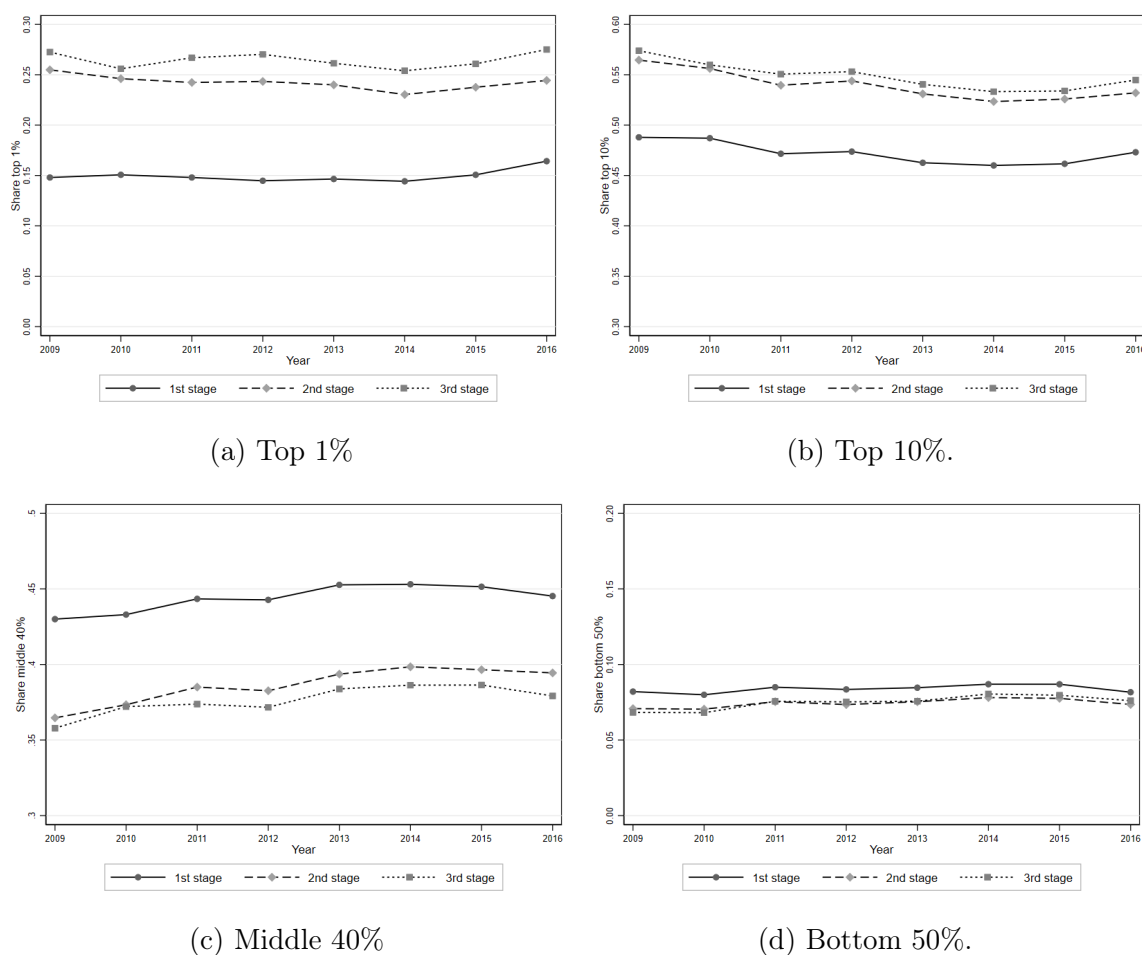 Share top 1%
0.30
0.25
0.20
0.15
0.10
0.05
0.00
2009 2010 2011 2012 2013 2014 2015 2016
Year
1st stage 2nd stage 3rd stage
(a) Top 1%
Share top 10%
0.60
0.55
0.50
0.45
0.40
0.35
0.30
2009 2010 2011 2012 2013 2014 2015 2016
Year
1st stage 2nd stage 3rd stage
(b) Top 10%.
Share middle 40%
.5
.45
.4
.35
.3
2009 2010 2011 2012 2013 2014 2015 2016
Year
1st stage 2nd stage 3rd stage
(c) Middle 40%
Share bottom 50%
0.20
0.15
0.10
0.05
0.00
2009 2010 2011 2012 2013 2014 2015 2016
Year
1st stage 2nd stage 3rd stage
(d) Bottom 50%.